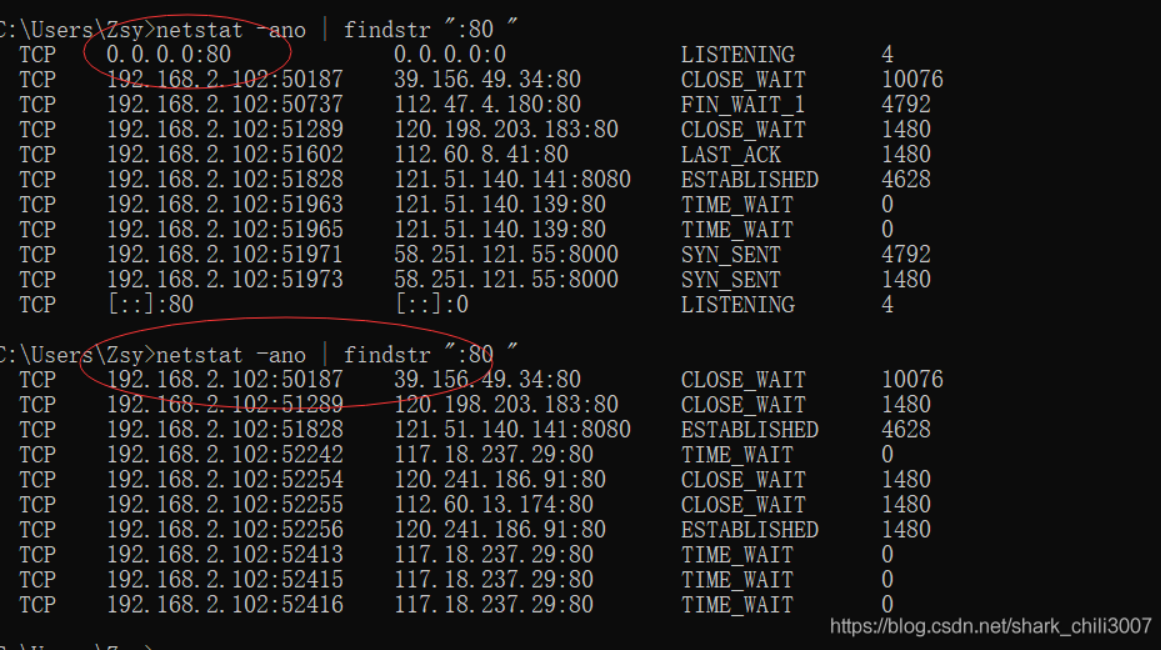 C:\Users\Zsy>netstat -ano | findstr ":80 "
TCP 0.0.0.0:80 0.0.0.0:0 LISTENING 4
TCP 192.168.2.102:50187 39.156.49.34:80 CLOSE_WAIT 10076
TCP 192.168.2.102:50737 112.47.4.180:80 FIN_WAIT_1 4792
TCP 192.168.2.102:51289 120.198.203.183:80 CLOSE_WAIT 1480
TCP 192.168.2.102:51602 112.60.8.41:80 LAST_ACK 1480
TCP 192.168.2.102:51828 121.51.140.141:8080 ESTABLISHED 4628
TCP 192.168.2.102:51963 121.51.140.139:80 TIME_WAIT 0
TCP 192.168.2.102:51965 121.51.140.139:80 TIME_WAIT 0
TCP 192.168.2.102:51971 58.251.121.55:8000 SYN_SENT 4792
TCP 192.168.2.102:51973 58.251.121.55:8000 SYN_SENT 1480
TCP [::]:80 [::]:0 LISTENING 4
C:\Users\Zsy>netstat -ano | findstr ":80 "
TCP 192.168.2.102:50187 39.156.49.34:80 CLOSE_WAIT 10076
TCP 192.168.2.102:51289 120.198.203.183:80 CLOSE_WAIT 1480
TCP 192.168.2.102:51828 121.51.140.141:8080 ESTABLISHED 4628
TCP 192.168.2.102:52242 117.18.237.29:80 TIME_WAIT 0
TCP 192.168.2.102:52254 120.241.186.91:80 CLOSE_WAIT 1480
TCP 192.168.2.102:52255 112.60.13.174:80 CLOSE_WAIT 1480
TCP 192.168.2.102:52256 120.241.186.91:80 ESTABLISHED 1480
TCP 192.168.2.102:52413 117.18.237.29:80 TIME_WAIT 0
TCP 192.168.2.102:52415 117.18.237.29:80 TIME_WAIT 0
TCP 192.168.2.102:52416 117.18.237.29:80 TIME_WAIT 0
https://blog.csdn.net/shark_chili3007